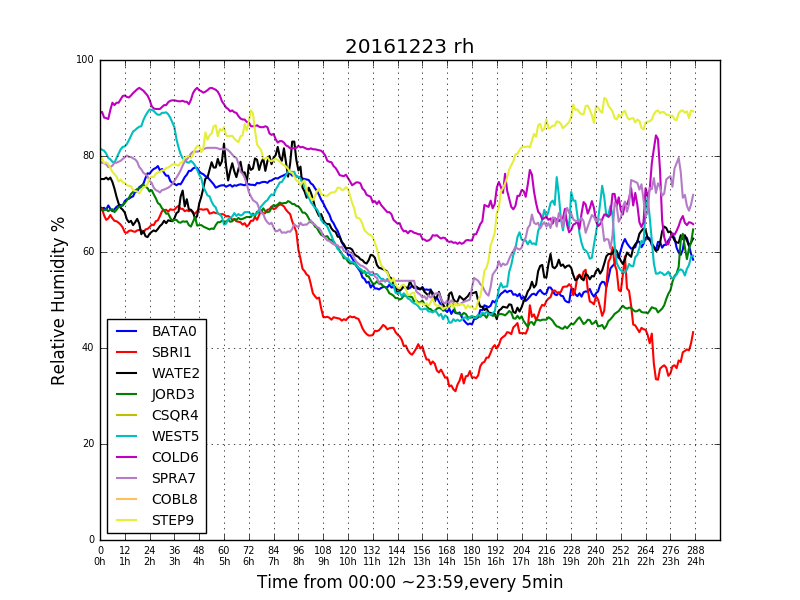 20161223 rh
100
80
60
40
20
0
Relative Humidity %
BATA0
SBRI1
WATE2
JORD3
CSQR4
WEST5
COLD6
SPRA7
COBL8
STEP9
0 12 24 36 48 60 72 84 96 108 120 132 144 156 168 180 192 204 216 228 240 252 264 276 288
0h 1h 2h 3h 4h 5h 6h 7h 8h 9h 10h 11h 12h 13h 14h 15h 16h 17h 18h 19h 20h 21h 22h 23h 24h
Time from 00:00 ~23:59,every 5min